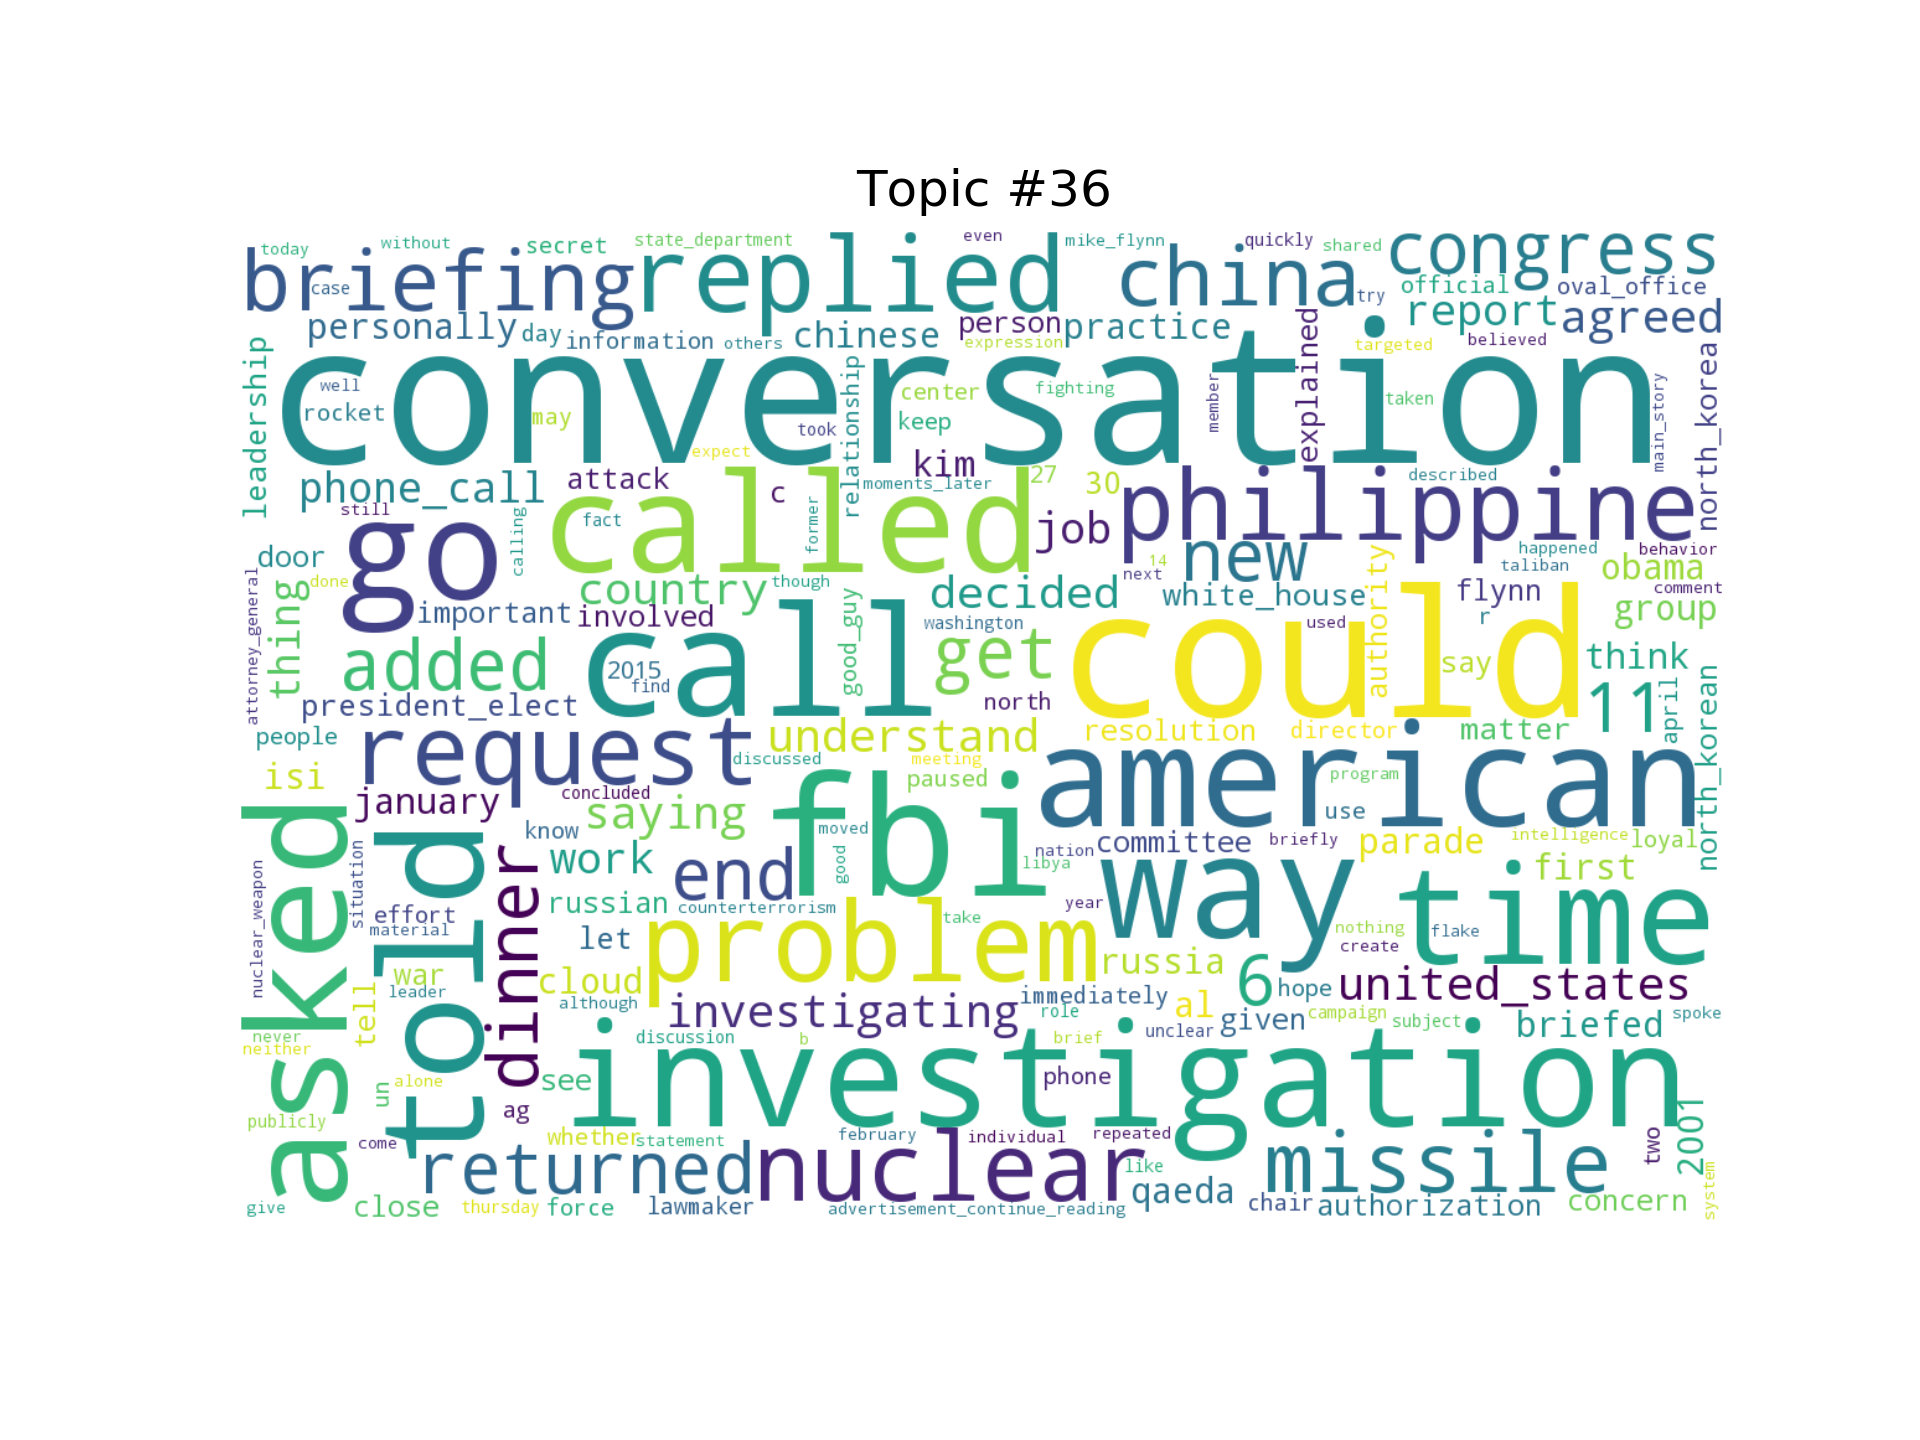 Topic #36
today
without
secret
state_department
even
mike_flynn
quickly
shared
congress
briefing
case
replied
china
try
official
oval_office
personally
day
information
others
chinese
person
expression
practice
explained
targeted
believed
report
agreed
leadership
conversation
well
rocket
may
took
expect
relationship
center
keep
fighting
member
taken
main_story
north_korea
phone_call
attack
c
kim
moments_later
27
30
described
still
calling
fact
former
called
job
philippine
go
door
done
thing
country
though
good_guy
decided
14
next
new
white_house
authority
happened
taliban
behavior
obama
comment
flynn
r
group
attorney_general
important
involved
washington
used
added
2015
find
call
get
could
say
think
north
11
april
north_korean
president_elect
people
request
understand
discussed
meeting
resolution
director
matter
isi
january
concluded
saying
paused
fbi
american
program
use
asked
told
know
moved
work
good
end
nation
libya
committee
briefly
parade
intelligence
loyal
first
nuclear_weapon
situation
effort
material
dinner
russian
counterterrorism
let
take
problem
year
way
nothing
create
flake
time
war
leader
tell
cloud
although
russia
6
hope
united_states
investigating
immediately
role
al
unclear
given
campaign
subject
briefed
spoke
never
neither
discussion
b
brief
investigation
un
alone
see
phone
publicly
ag
come
whether
statement
february
individual
repeated
two
2001
returned
nuclear
like
missile
qaeda
system
give
close
thursday
force
lawmaker
advertisement_continue_reading
chair
authorization
concern